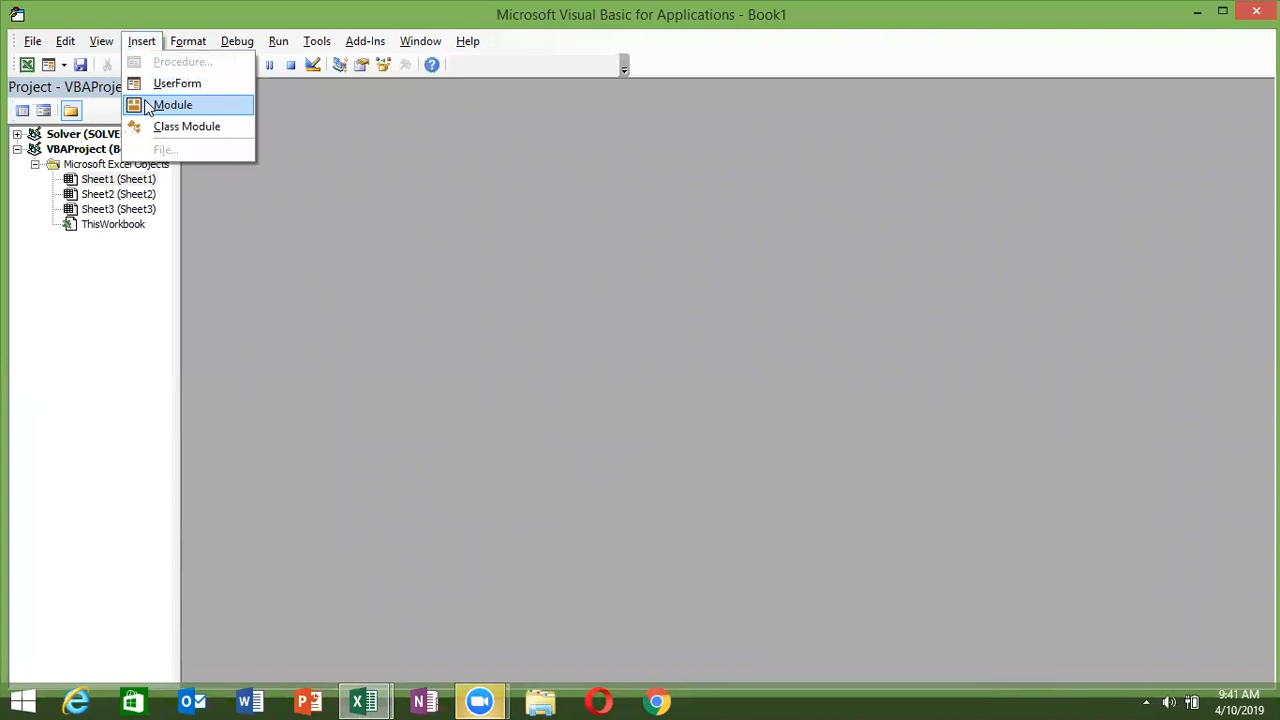 Microsoft Visual Basic for Applications - Book1
File Edit View Insert Format Debug Run Tools Add-Ins Window Help
Procedure...
UserForm
Module
Class Module
File...
Project - VBAProje
Solver (SOLVE
VBAProject (B
Microsoft Excel Objects
Sheet1 (Sheet1)
Sheet2 (Sheet2)
Sheet3 (Sheet3)
ThisWorkbook
9:41 AM
4/10/2019